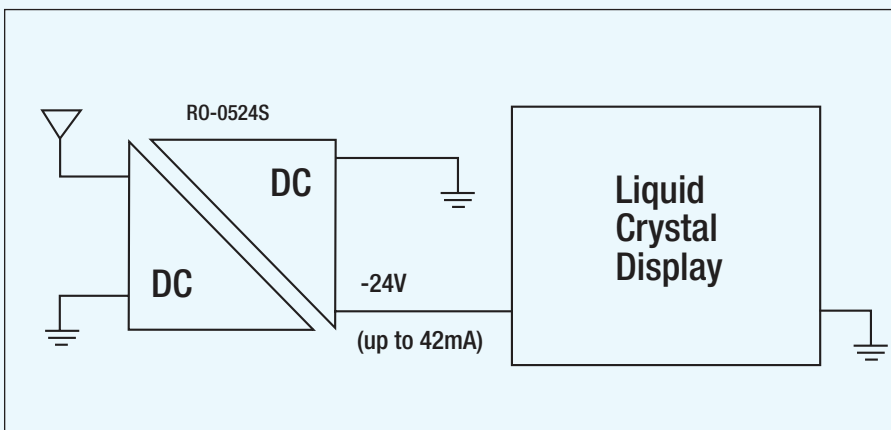 RO-0524S
DC
DC
-24V
(up to 42mA)
Liquid
Crystal
Display